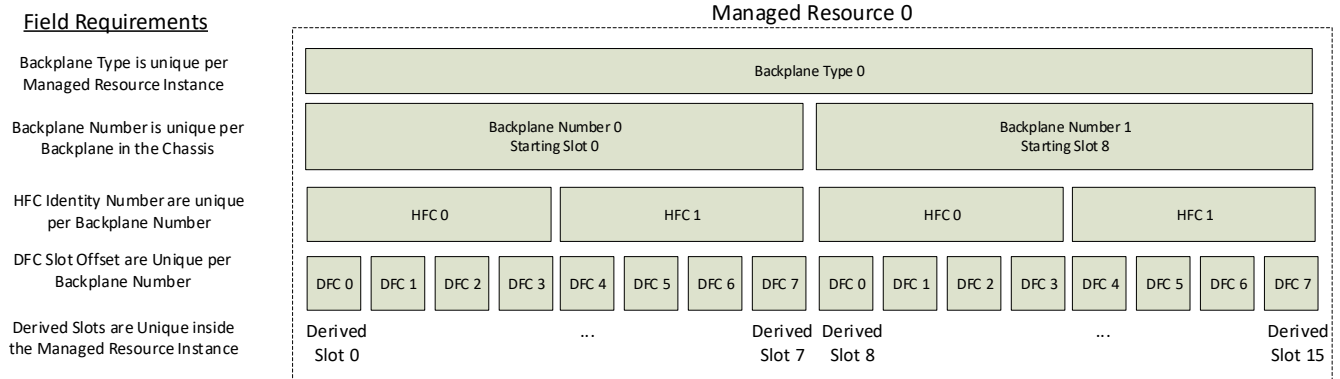 Field Requirements
Managed Resource 0
Backplane Type is unique per
Managed Resource Instance
Backplane Type 0
Backplane Number is unique per
Backplane in the Chassis
Backplane Number 0
Starting Slot 0
Backplane Number 1
Starting Slot 8
HFC Identity Number are unique
per Backplane Number
HFC 0
HFC 1
HFC 0
HFC 1
DFC Slot Offset are Unique per
Backplane Number
DFC 0
DFC 1
DFC 2
DFC 3
DFC 4
DFC 5
DFC 6
DFC 7
DFC 0
DFC 1
DFC 2
DFC 3
DFC 4
DFC 5
DFC 6
DFC 7
Derived Slots are Unique inside
the Managed Resource Instance
Derived
Slot 0
...
Derived
Slot 7
Derived
Slot 8
...
Derived
Slot 15